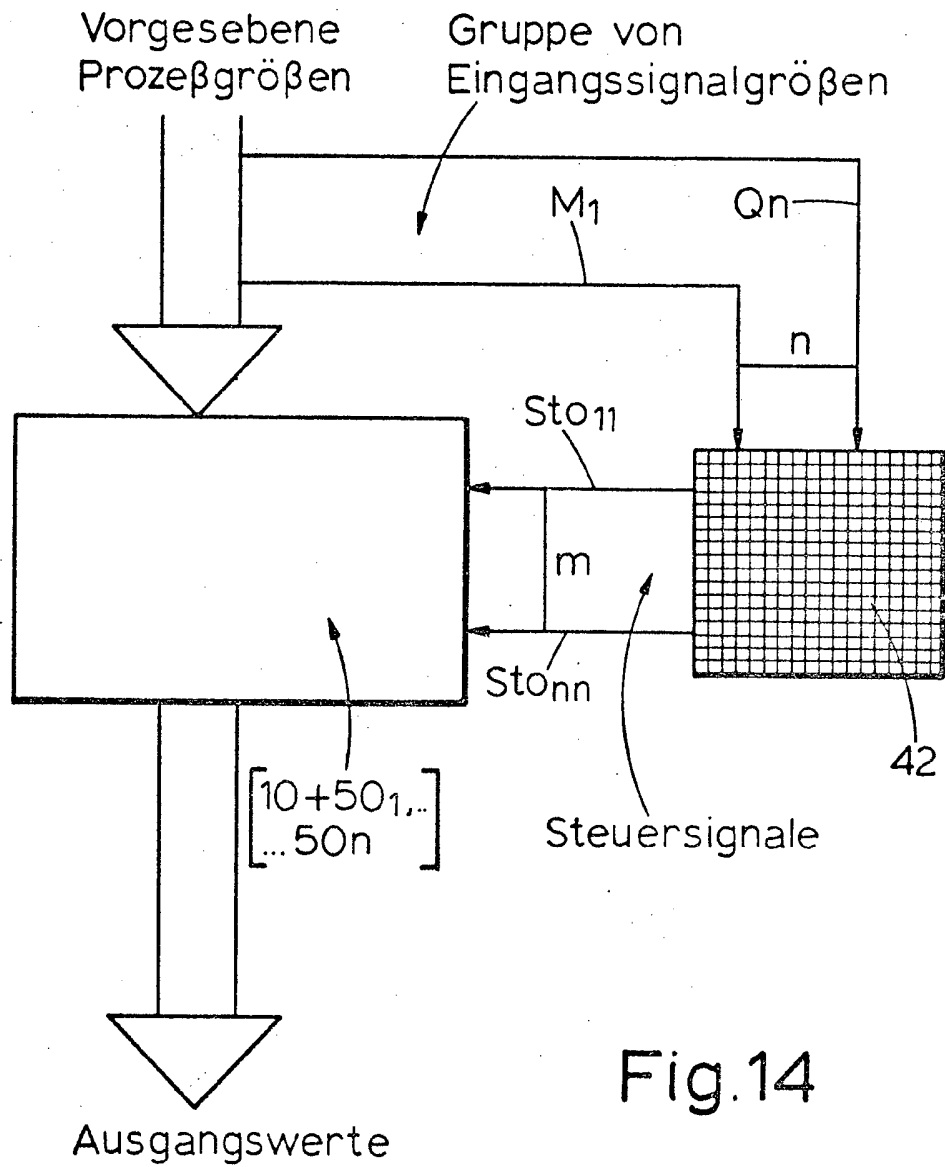 Vorgesebene
Prozeßgrößen
Gruppe von
Eingangssignalgrößen
M1
Qn
n
Sto11
m
Stonn
42
[10+501,..
...50n]
Steuersignale
Ausgangswerte
Fig.14